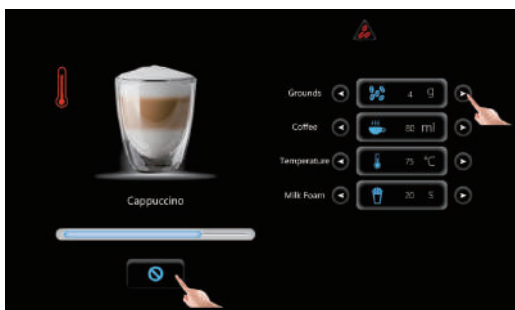 Grounds 4 g
Coffee 80 ml
Temperature 75 °C
Milk Foam 20 S
Cappuccino